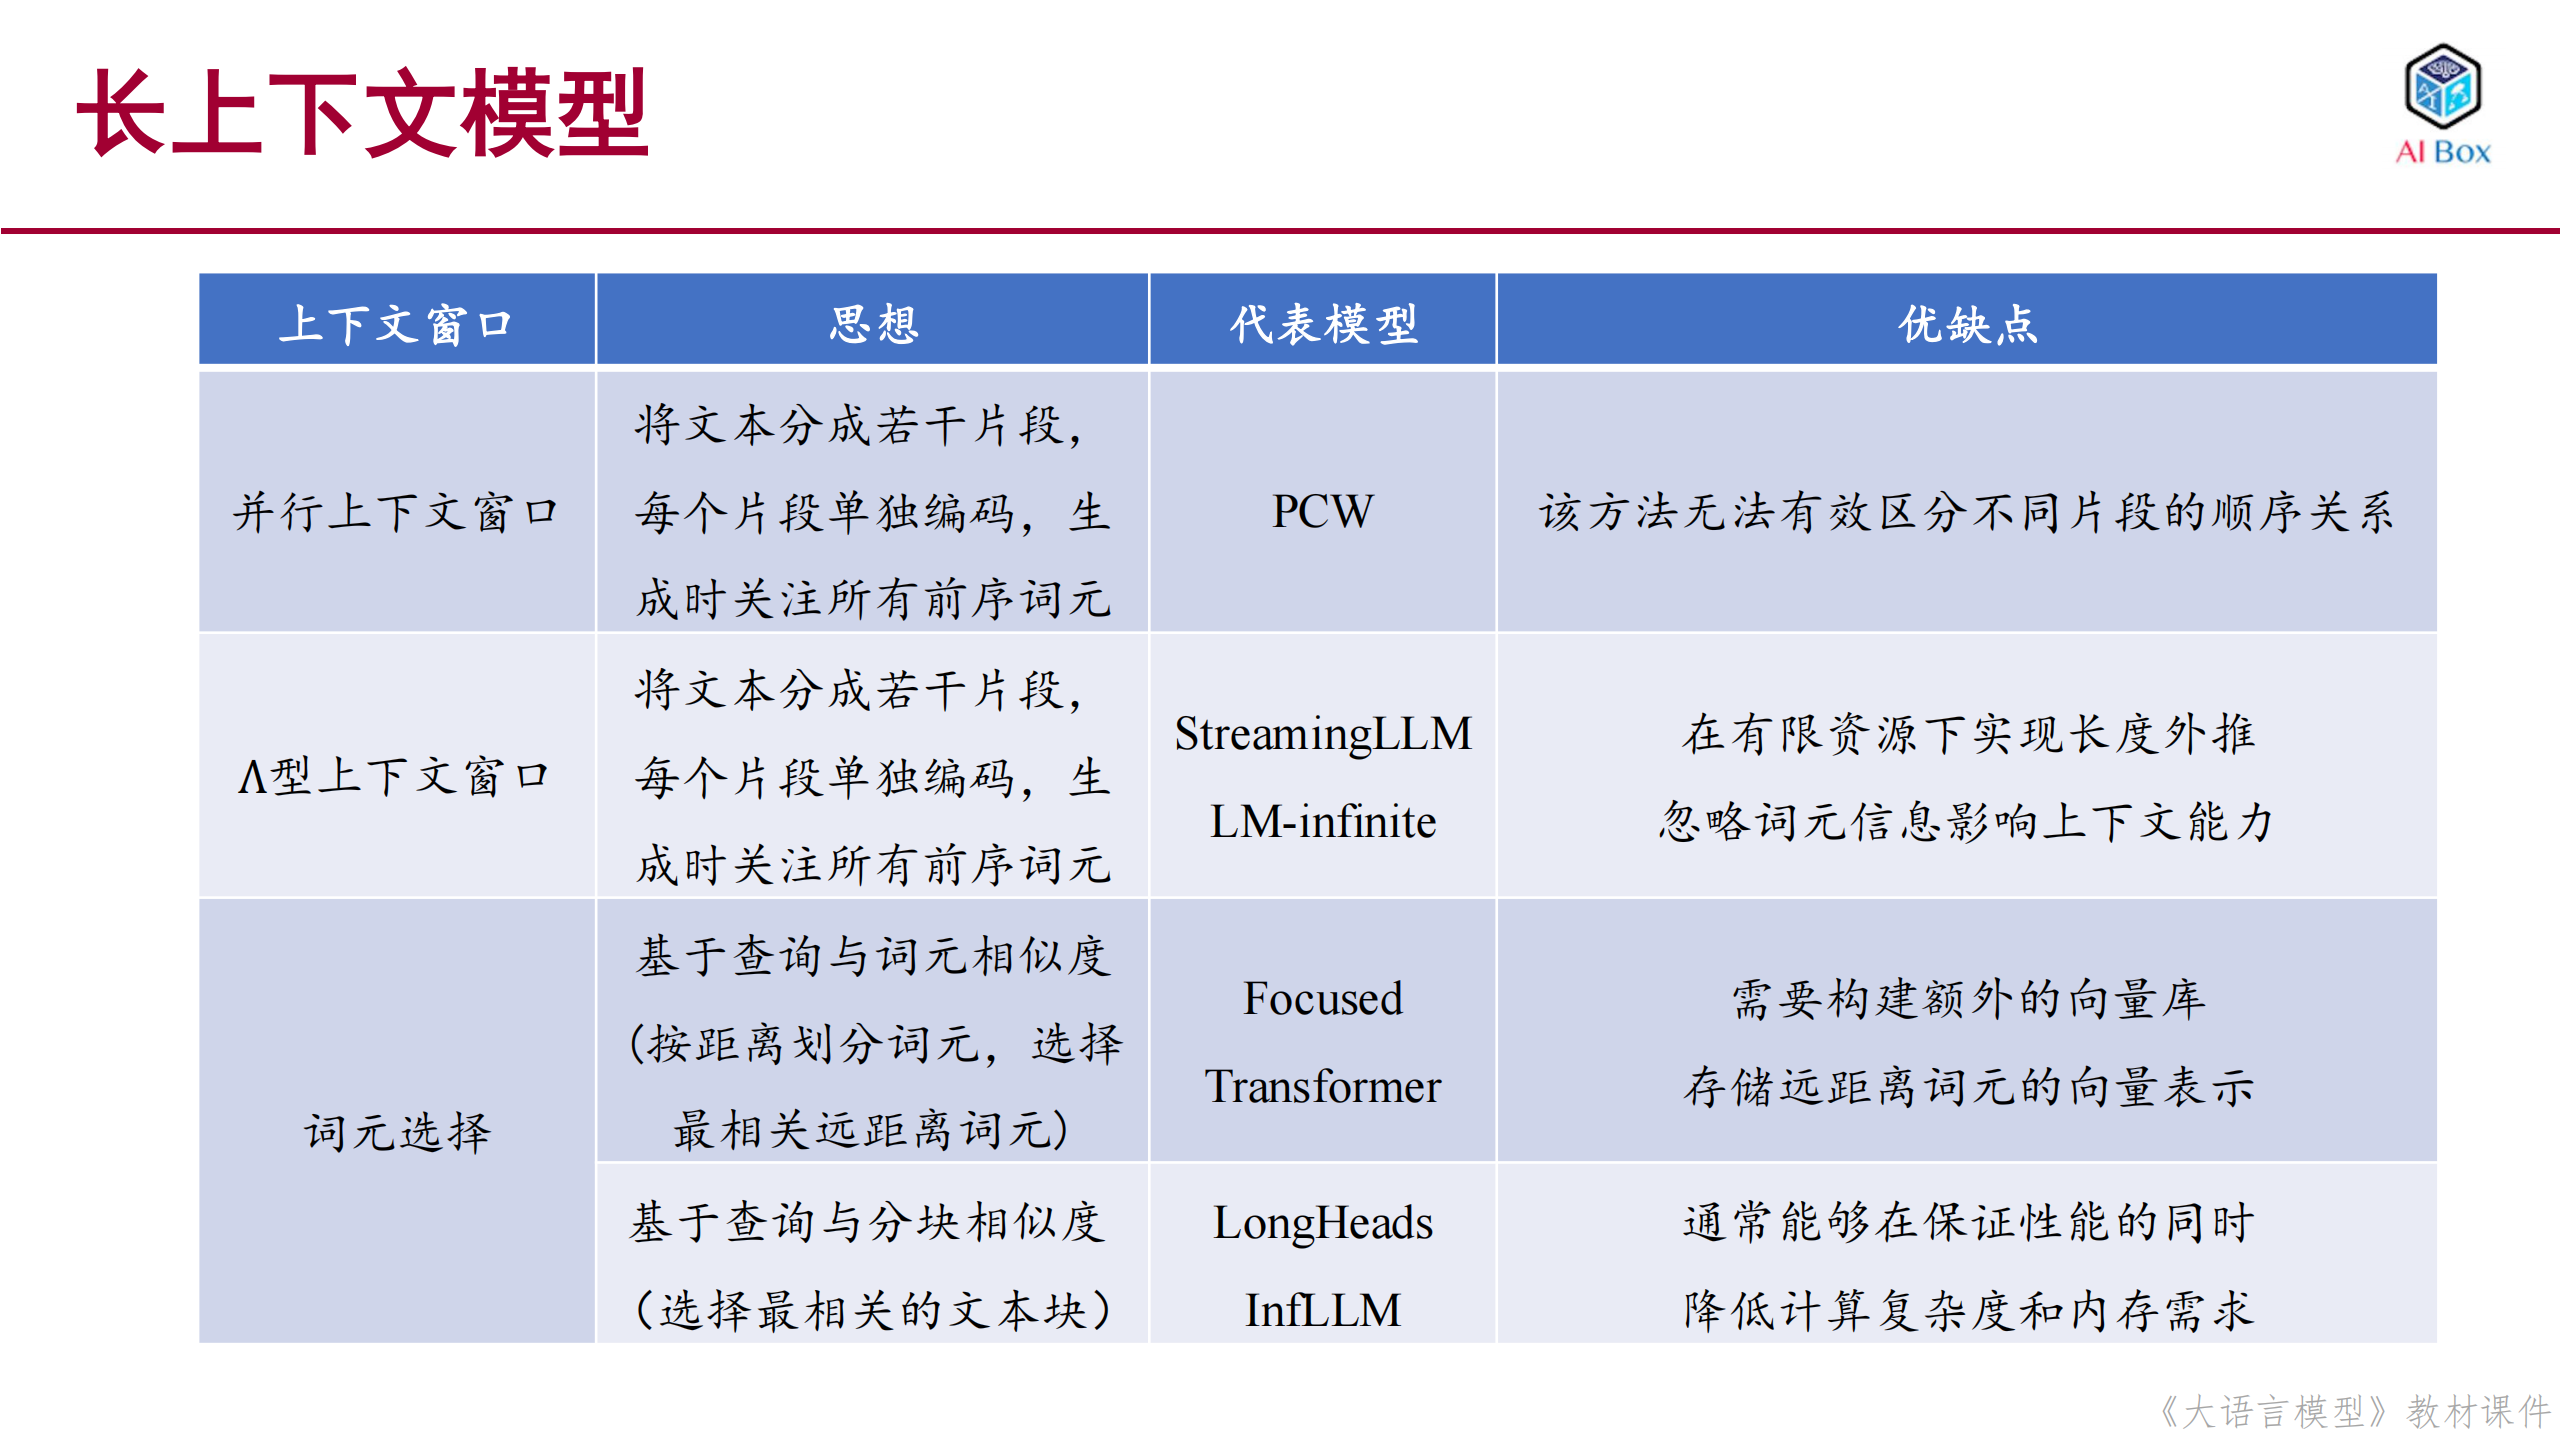 长上下文模型
AI Box
上下文窗口
思想
代表模型
优缺点
并行上下文窗口
将文本分成若干片段，
每个片段单独编码，生
成时关注所有前序词元
PCW
该方法无法有效区分不同片段的顺序关系
Λ型上下文窗口
将文本分成若干片段，
每个片段单独编码，生
成时关注所有前序词元
StreamingLLM
LM-infinite
在有限资源下实现长度外推
忽略词元信息影响上下文能力
词元选择
基于查询与词元相似度
(按距离划分词元，选择
最相关远距离词元)
Focused
Transformer
需要构建额外的向量库
存储远距离词元的向量表示
基于查询与分块相似度
（选择最相关的文本块）
LongHeads
InfLLM
通常能够在保证性能的同时
降低计算复杂度和内存需求
《大语言模型》教材课件